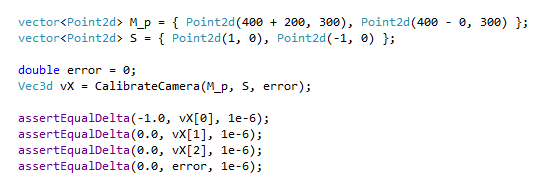 vector<Point2d> M_p = { Point2d(400 + 200, 300), Point2d(400 - 0, 300) };
vector<Point2d> S = { Point2d(1, 0), Point2d(-1, 0) };
double error = 0;
Vec3d vX = CalibrateCamera(M_p, S, error);
assertEqualDelta(-1.0, vX[0], 1e-6);
assertEqualDelta(0.0, vX[1], 1e-6);
assertEqualDelta(0.0, vX[2], 1e-6);
assertEqualDelta(0.0, error, 1e-6);